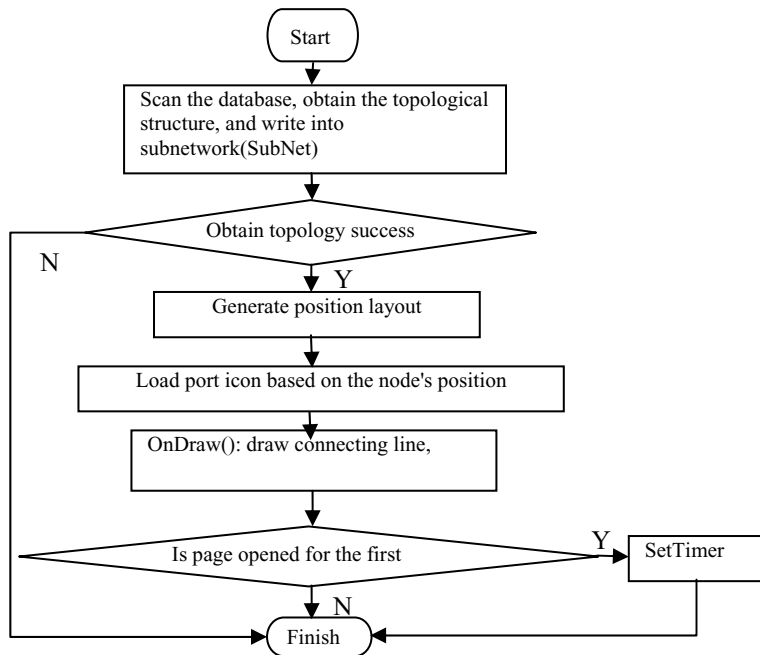 Start
Scan the database, obtain the topological
structure, and write into
subnetwork(SubNet)
Obtain topology success
N
Y
Generate position layout
Load port icon based on the node's position
OnDraw(): draw connecting line,
Is page opened for the first
Y
SetTimer
N
Finish